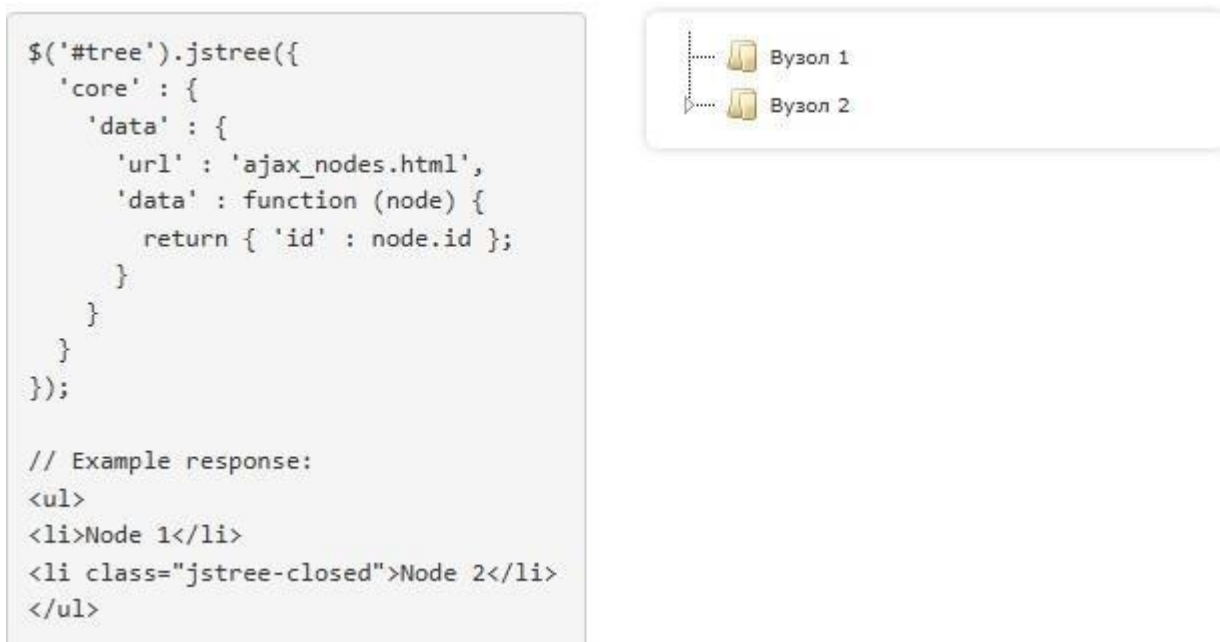 $('#tree').jstree({
  'core' : {
    'data' : {
      'url' : 'ajax_nodes.html',
      'data' : function (node) {
        return { 'id' : node.id };
      }
    }
  }
});

// Example response:
<ul>
<li>Node 1</li>
<li class="jstree-closed">Node 2</li>
</ul>
Вузол 1
Вузол 2